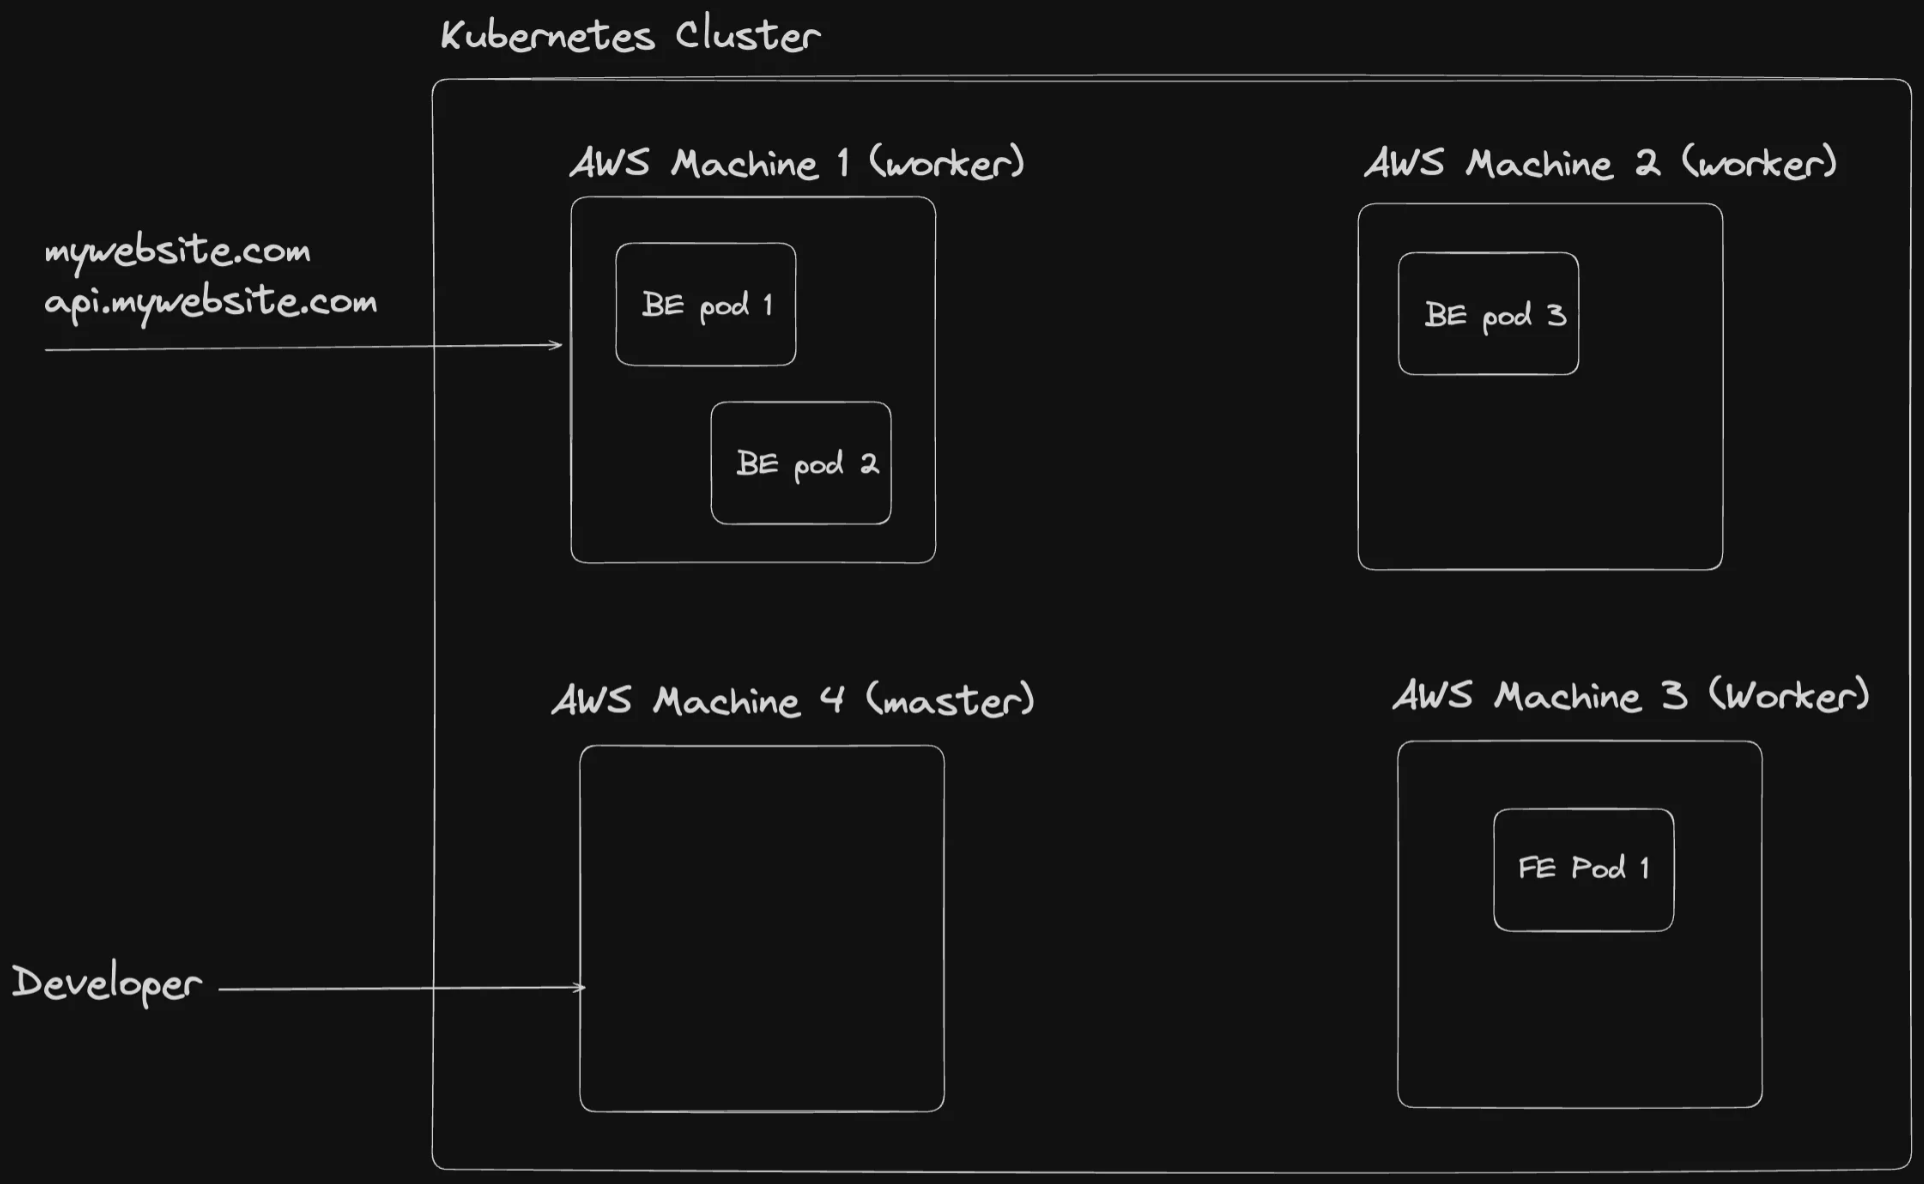 Kubernetes Cluster
AWS Machine 1 (worker)
AWS Machine 2 (worker)
mywebsite.com
api.mywebsite.com
BE pod 1
BE pod 3
BE pod 2
AWS Machine 4 (master)
AWS Machine 3 (Worker)
FE Pod 1
Developer